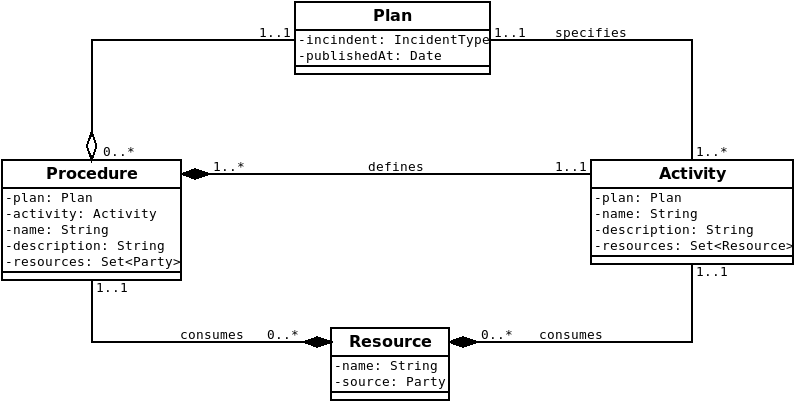 Plan
-incindent: IncidentType
-publishedAt: Date
1..1
1..1
specifies
0..*
1..*
Procedure
-plan: Plan
-activity: Activity
-name: String
-description: String
-resources: Set<Party>
1..*
defines
1..1
Activity
-plan: Plan
-name: String
-description: String
-resources: Set<Resource>
1..1
1..1
consumes
0..*
Resource
-name: String
-source: Party
0..*
consumes